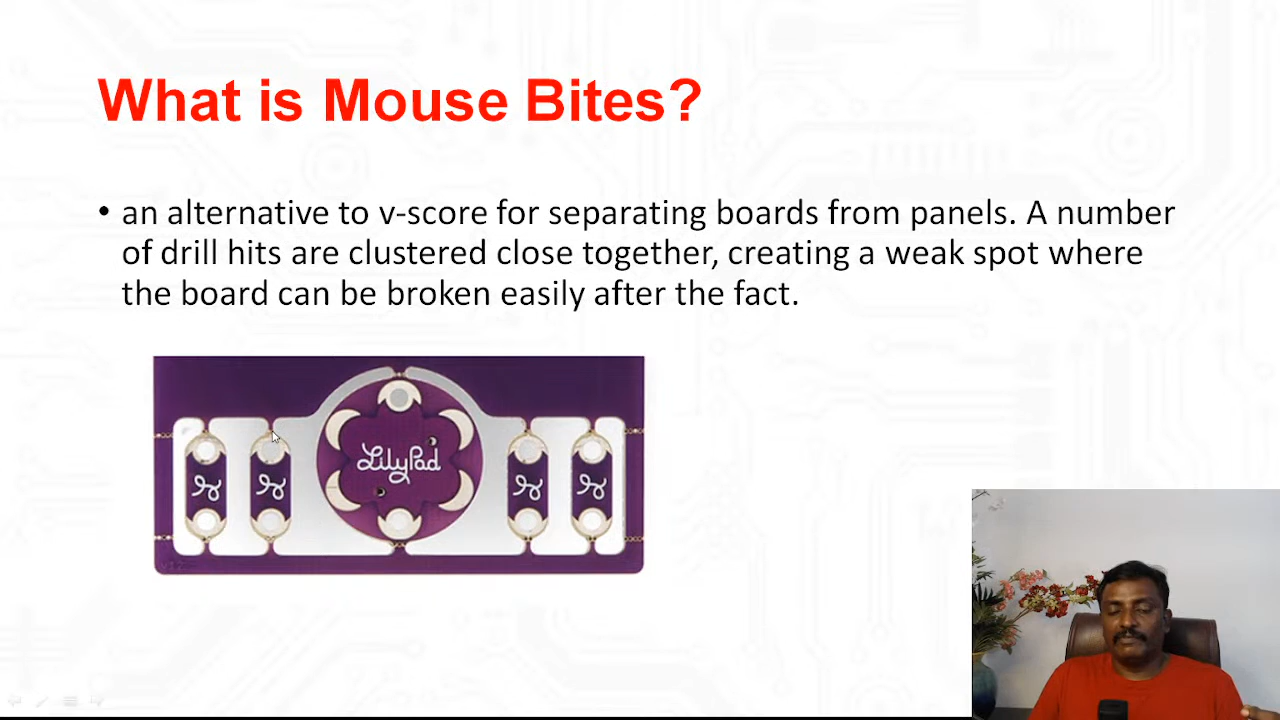 What is Mouse Bites?
• an alternative to v-score for separating boards from panels. A number
of drill hits are clustered close together, creating a weak spot where
the board can be broken easily after the fact.
LilyPad